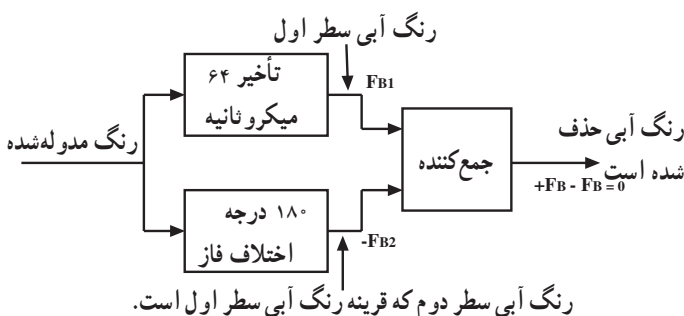 رنگ آبی سطر اول
تأخیر ۶۴
میکروثانیه
FB1
رنگ مدوله‌شده
جمع‌کننده
رنگ آبی حذف
شده است
+FB - FB = 0
۱۸۰ درجه
اختلاف فاز
-FB2
رنگ آبی سطر دوم که قرینه رنگ آبی سطر اول است.